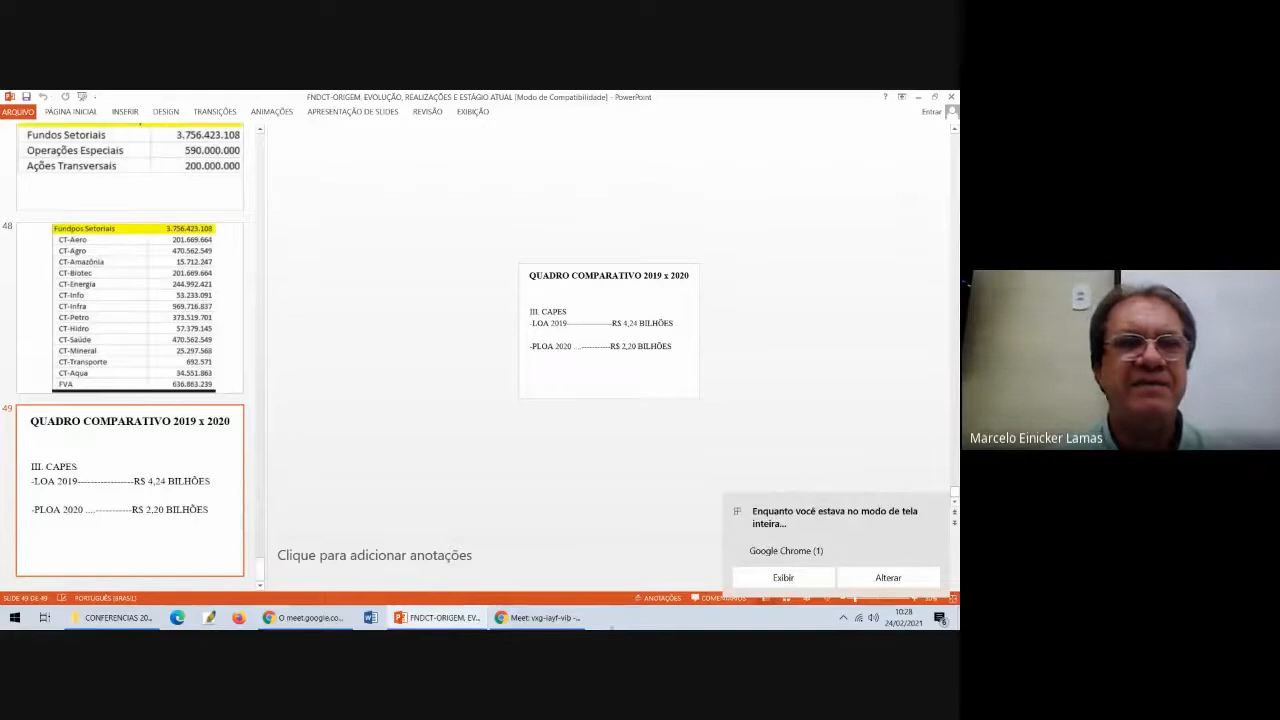 FNDCT-ORIGEM, EVOLUÇÃO, REALIZAÇÕES E ESTÁGIO ATUAL [Modo de Compatibilidade] - PowerPoint
ARQUIVO PÁGINA INICIAL INSERIR DESIGN TRANSIÇÕES ANIMAÇÕES APRESENTAÇÃO DE SLIDES REVISÃO EXIBIÇÃO Entrar
Fundos Setoriais 3.756.423.108
Operações Especiais 590.000.000
Ações Transversais 200.000.000
48
Fundpos Setoriais 3.756.423.108
CT-Aero 201.669.664
CT-Agro 470.562.549
CT-Amazônia 15.712.247
CT-Biotec 201.669.664
CT-Energia 244.992.421
CT-Info 53.233.091
CT-Infra 969.716.837
CT-Petro 373.519.701
CT-Hidro 57.379.145
CT-Saúde 470.562.549
CT-Mineral 25.297.568
CT-Transporte 692.571
CT-Aqua 34.551.863
FVA 636.863.239
49
QUADRO COMPARATIVO 2019 x 2020
III. CAPES
-LOA 2019-----------------R$ 4,24 BILHÕES
-PLOA 2020 ....-----------R$ 2,20 BILHÕES
QUADRO COMPARATIVO 2019 x 2020
III. CAPES
-LOA 2019-----------------R$ 4,24 BILHÕES
-PLOA 2020 ....-----------R$ 2,20 BILHÕES
Marcelo Einicker Lamas
Enquanto você estava no modo de tela
inteira...
Google Chrome (1)
Exibir Alterar
Clique para adicionar anotações
SLIDE 49 DE 49 PORTUGUÊS (BRASIL) ANOTAÇÕES
CONFERENCIAS 20... O meet.google.co... FNDCT-ORIGEM, EV... Meet: vxg-iayf-vib -...
10:28
24/02/2021